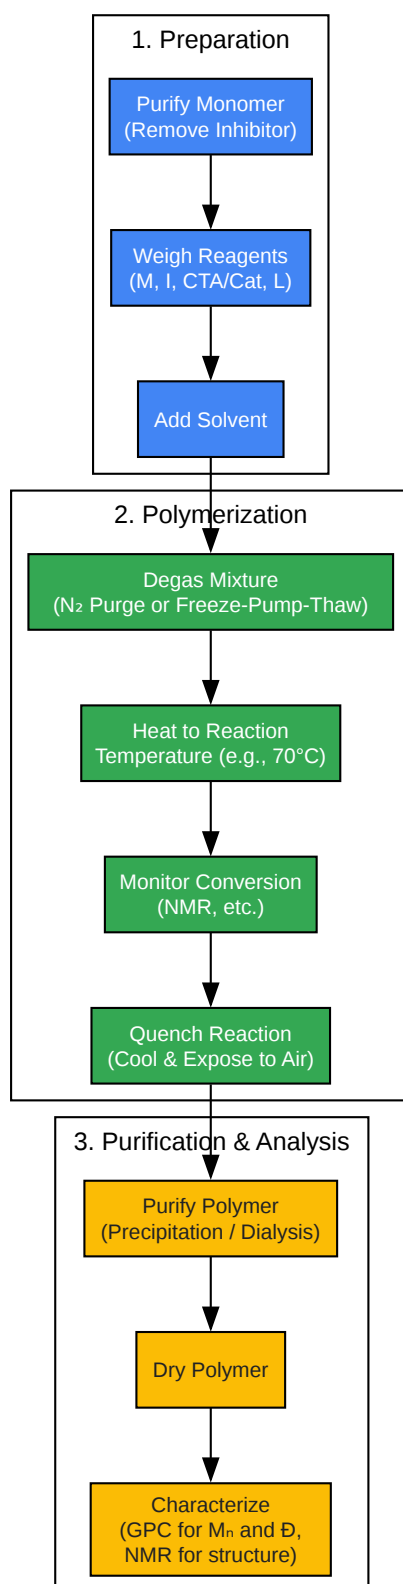 1. Preparation
Purify Monomer
(Remove Inhibitor)
Weigh Reagents
(M, I, CTA/Cat, L)
Add Solvent
2. Polymerization
Degas Mixture
(N₂ Purge or Freeze-Pump-Thaw)
Heat to Reaction
Temperature (e.g., 70°C)
Monitor Conversion
(NMR, etc.)
Quench Reaction
(Cool & Expose to Air)
3. Purification & Analysis
Purify Polymer
(Precipitation / Dialysis)
Dry Polymer
Characterize
(GPC for Mₙ and Đ,
NMR for structure)